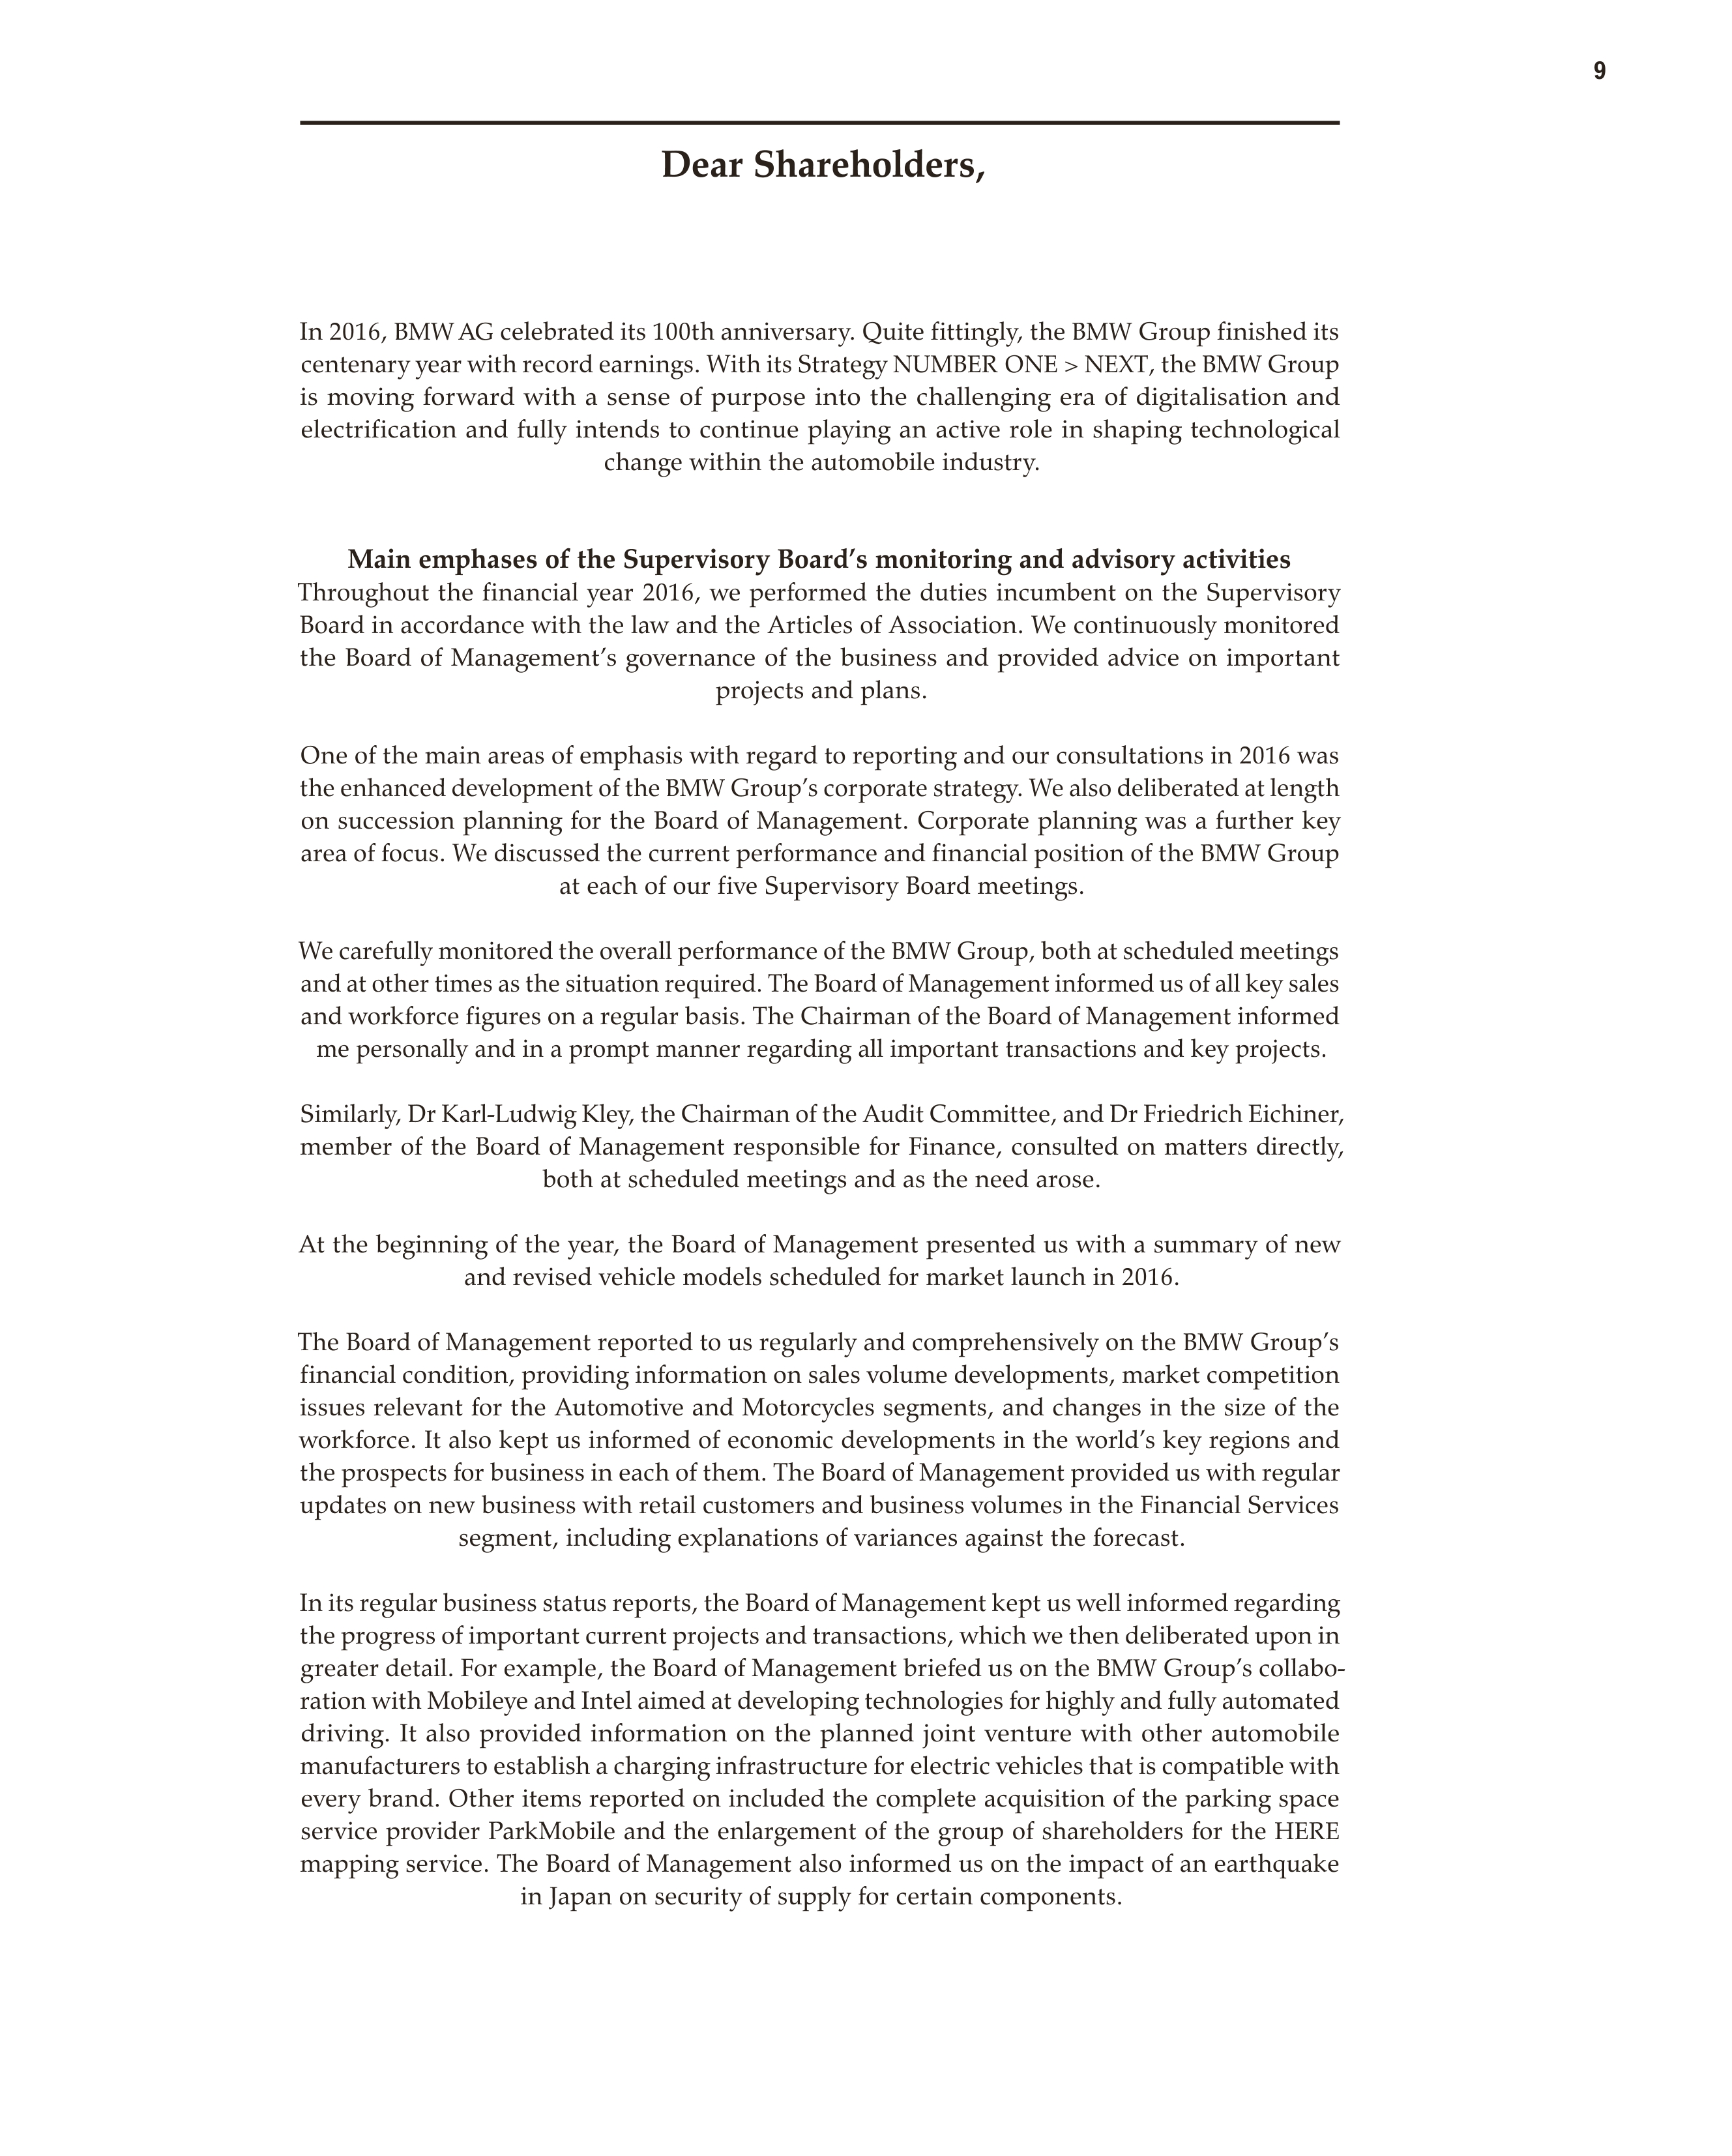 9
Dear Shareholders,
In 2016, BMW AG celebrated its 100th anniversary. Quite fittingly, the BMW Group finished its
centenary year with record earnings. With its Strategy NUMBER ONE > NEXT, the BMW Group
is moving forward with a sense of purpose into the challenging era of digitalisation and
electrification and fully intends to continue playing an active role in shaping technological
change within the automobile industry.
Main emphases of the Supervisory Board’s monitoring and advisory activities
Throughout the financial year 2016, we performed the duties incumbent on the Supervisory
Board in accordance with the law and the Articles of Association. We continuously monitored
the Board of Management’s governance of the business and provided advice on important
projects and plans.
One of the main areas of emphasis with regard to reporting and our consultations in 2016 was
the enhanced development of the BMW Group’s corporate strategy. We also deliberated at length
on succession planning for the Board of Management. Corporate planning was a further key
area of focus. We discussed the current performance and financial position of the BMW Group
at each of our five Supervisory Board meetings.
We carefully monitored the overall performance of the BMW Group, both at scheduled meetings
and at other times as the situation required. The Board of Management informed us of all key sales
and workforce figures on a regular basis. The Chairman of the Board of Management informed
me personally and in a prompt manner regarding all important transactions and key projects.
Similarly, Dr Karl-Ludwig Kley, the Chairman of the Audit Committee, and Dr Friedrich Eichiner,
member of the Board of Management responsible for Finance, consulted on matters directly,
both at scheduled meetings and as the need arose.
At the beginning of the year, the Board of Management presented us with a summary of new
and revised vehicle models scheduled for market launch in 2016.
The Board of Management reported to us regularly and comprehensively on the BMW Group’s
financial condition, providing information on sales volume developments, market competition
issues relevant for the Automotive and Motorcycles segments, and changes in the size of the
workforce. It also kept us informed of economic developments in the world’s key regions and
the prospects for business in each of them. The Board of Management provided us with regular
updates on new business with retail customers and business volumes in the Financial Services
segment, including explanations of variances against the forecast.
In its regular business status reports, the Board of Management kept us well informed regarding
the progress of important current projects and transactions, which we then deliberated upon in
greater detail. For example, the Board of Management briefed us on the BMW Group’s collabo-
ration with Mobileye and Intel aimed at developing technologies for highly and fully automated
driving. It also provided information on the planned joint venture with other automobile
manufacturers to establish a charging infrastructure for electric vehicles that is compatible with
every brand. Other items reported on included the complete acquisition of the parking space
service provider ParkMobile and the enlargement of the group of shareholders for the HERE
mapping service. The Board of Management also informed us on the impact of an earthquake
in Japan on security of supply for certain components.